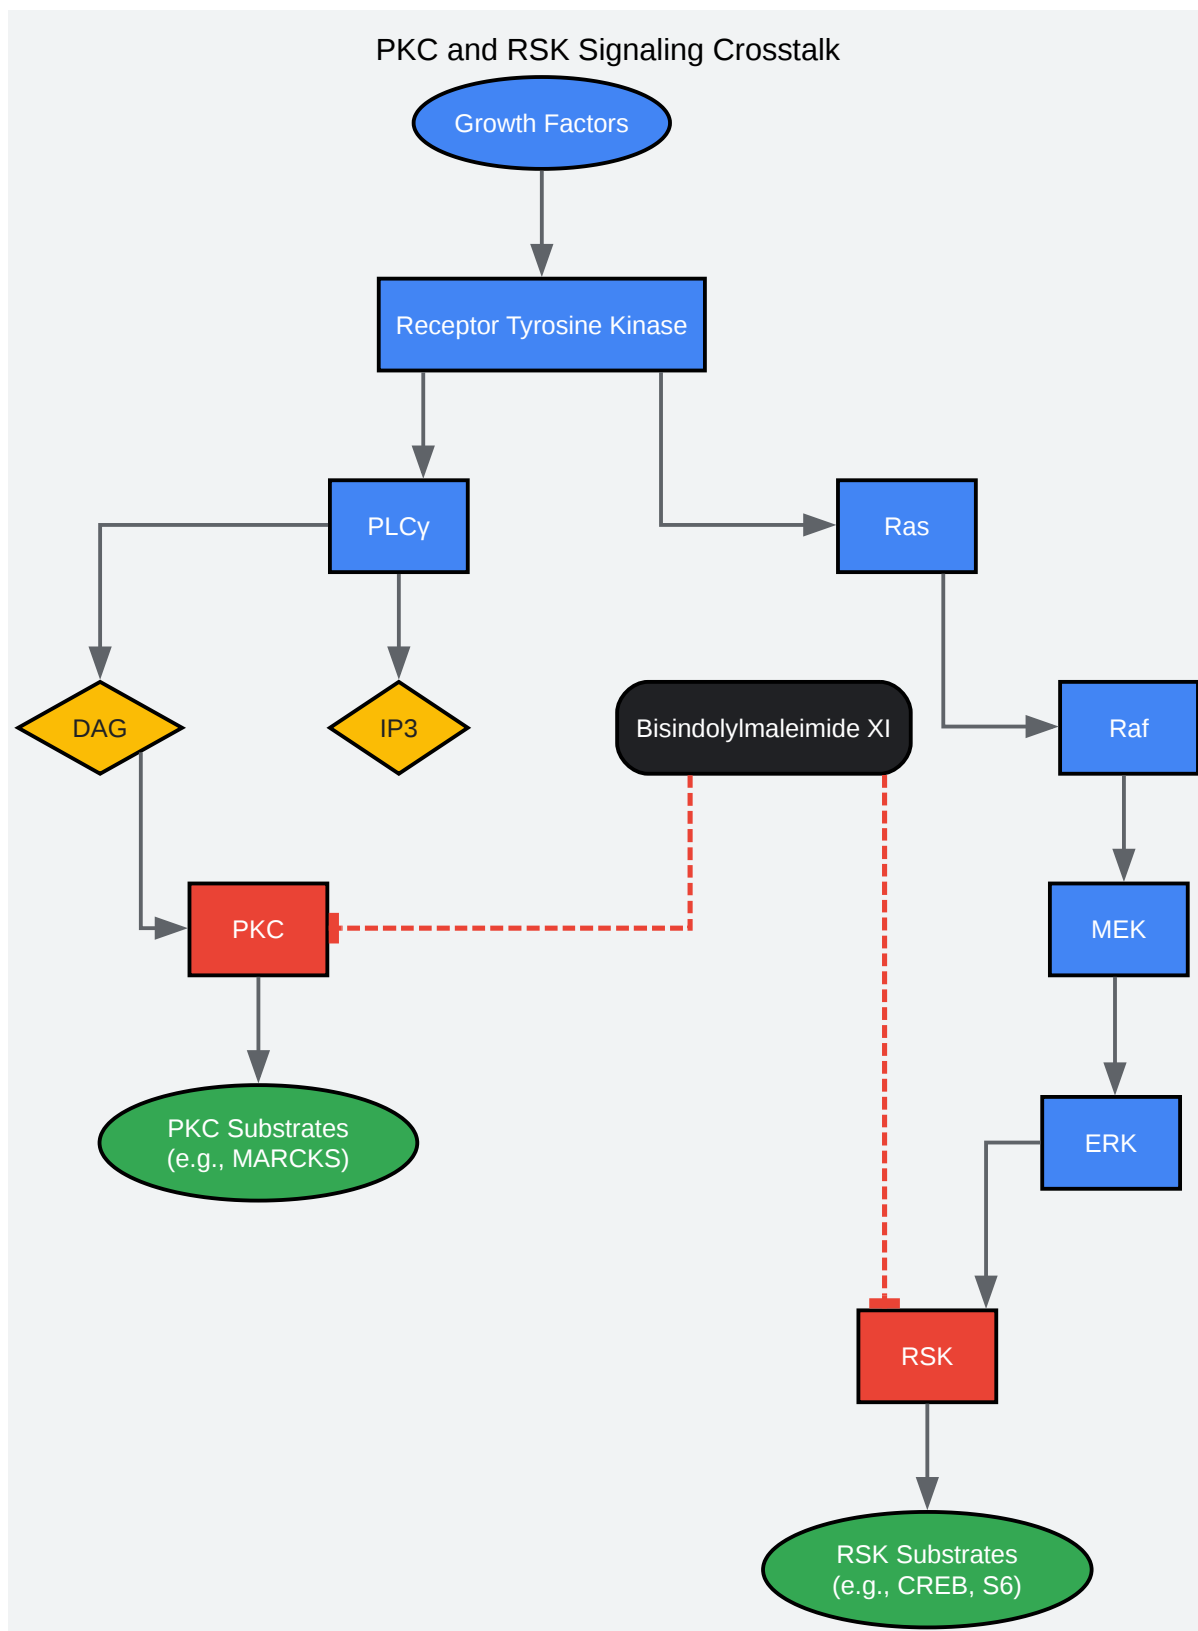 PKC and RSK Signaling Crosstalk
Growth Factors
Receptor Tyrosine Kinase
PLCγ
Ras
DAG
IP3
Bisindolylmaleimide XI
Raf
PKC
MEK
PKC Substrates
(e.g., MARCKS)
ERK
RSK
RSK Substrates
(e.g., CREB, S6)